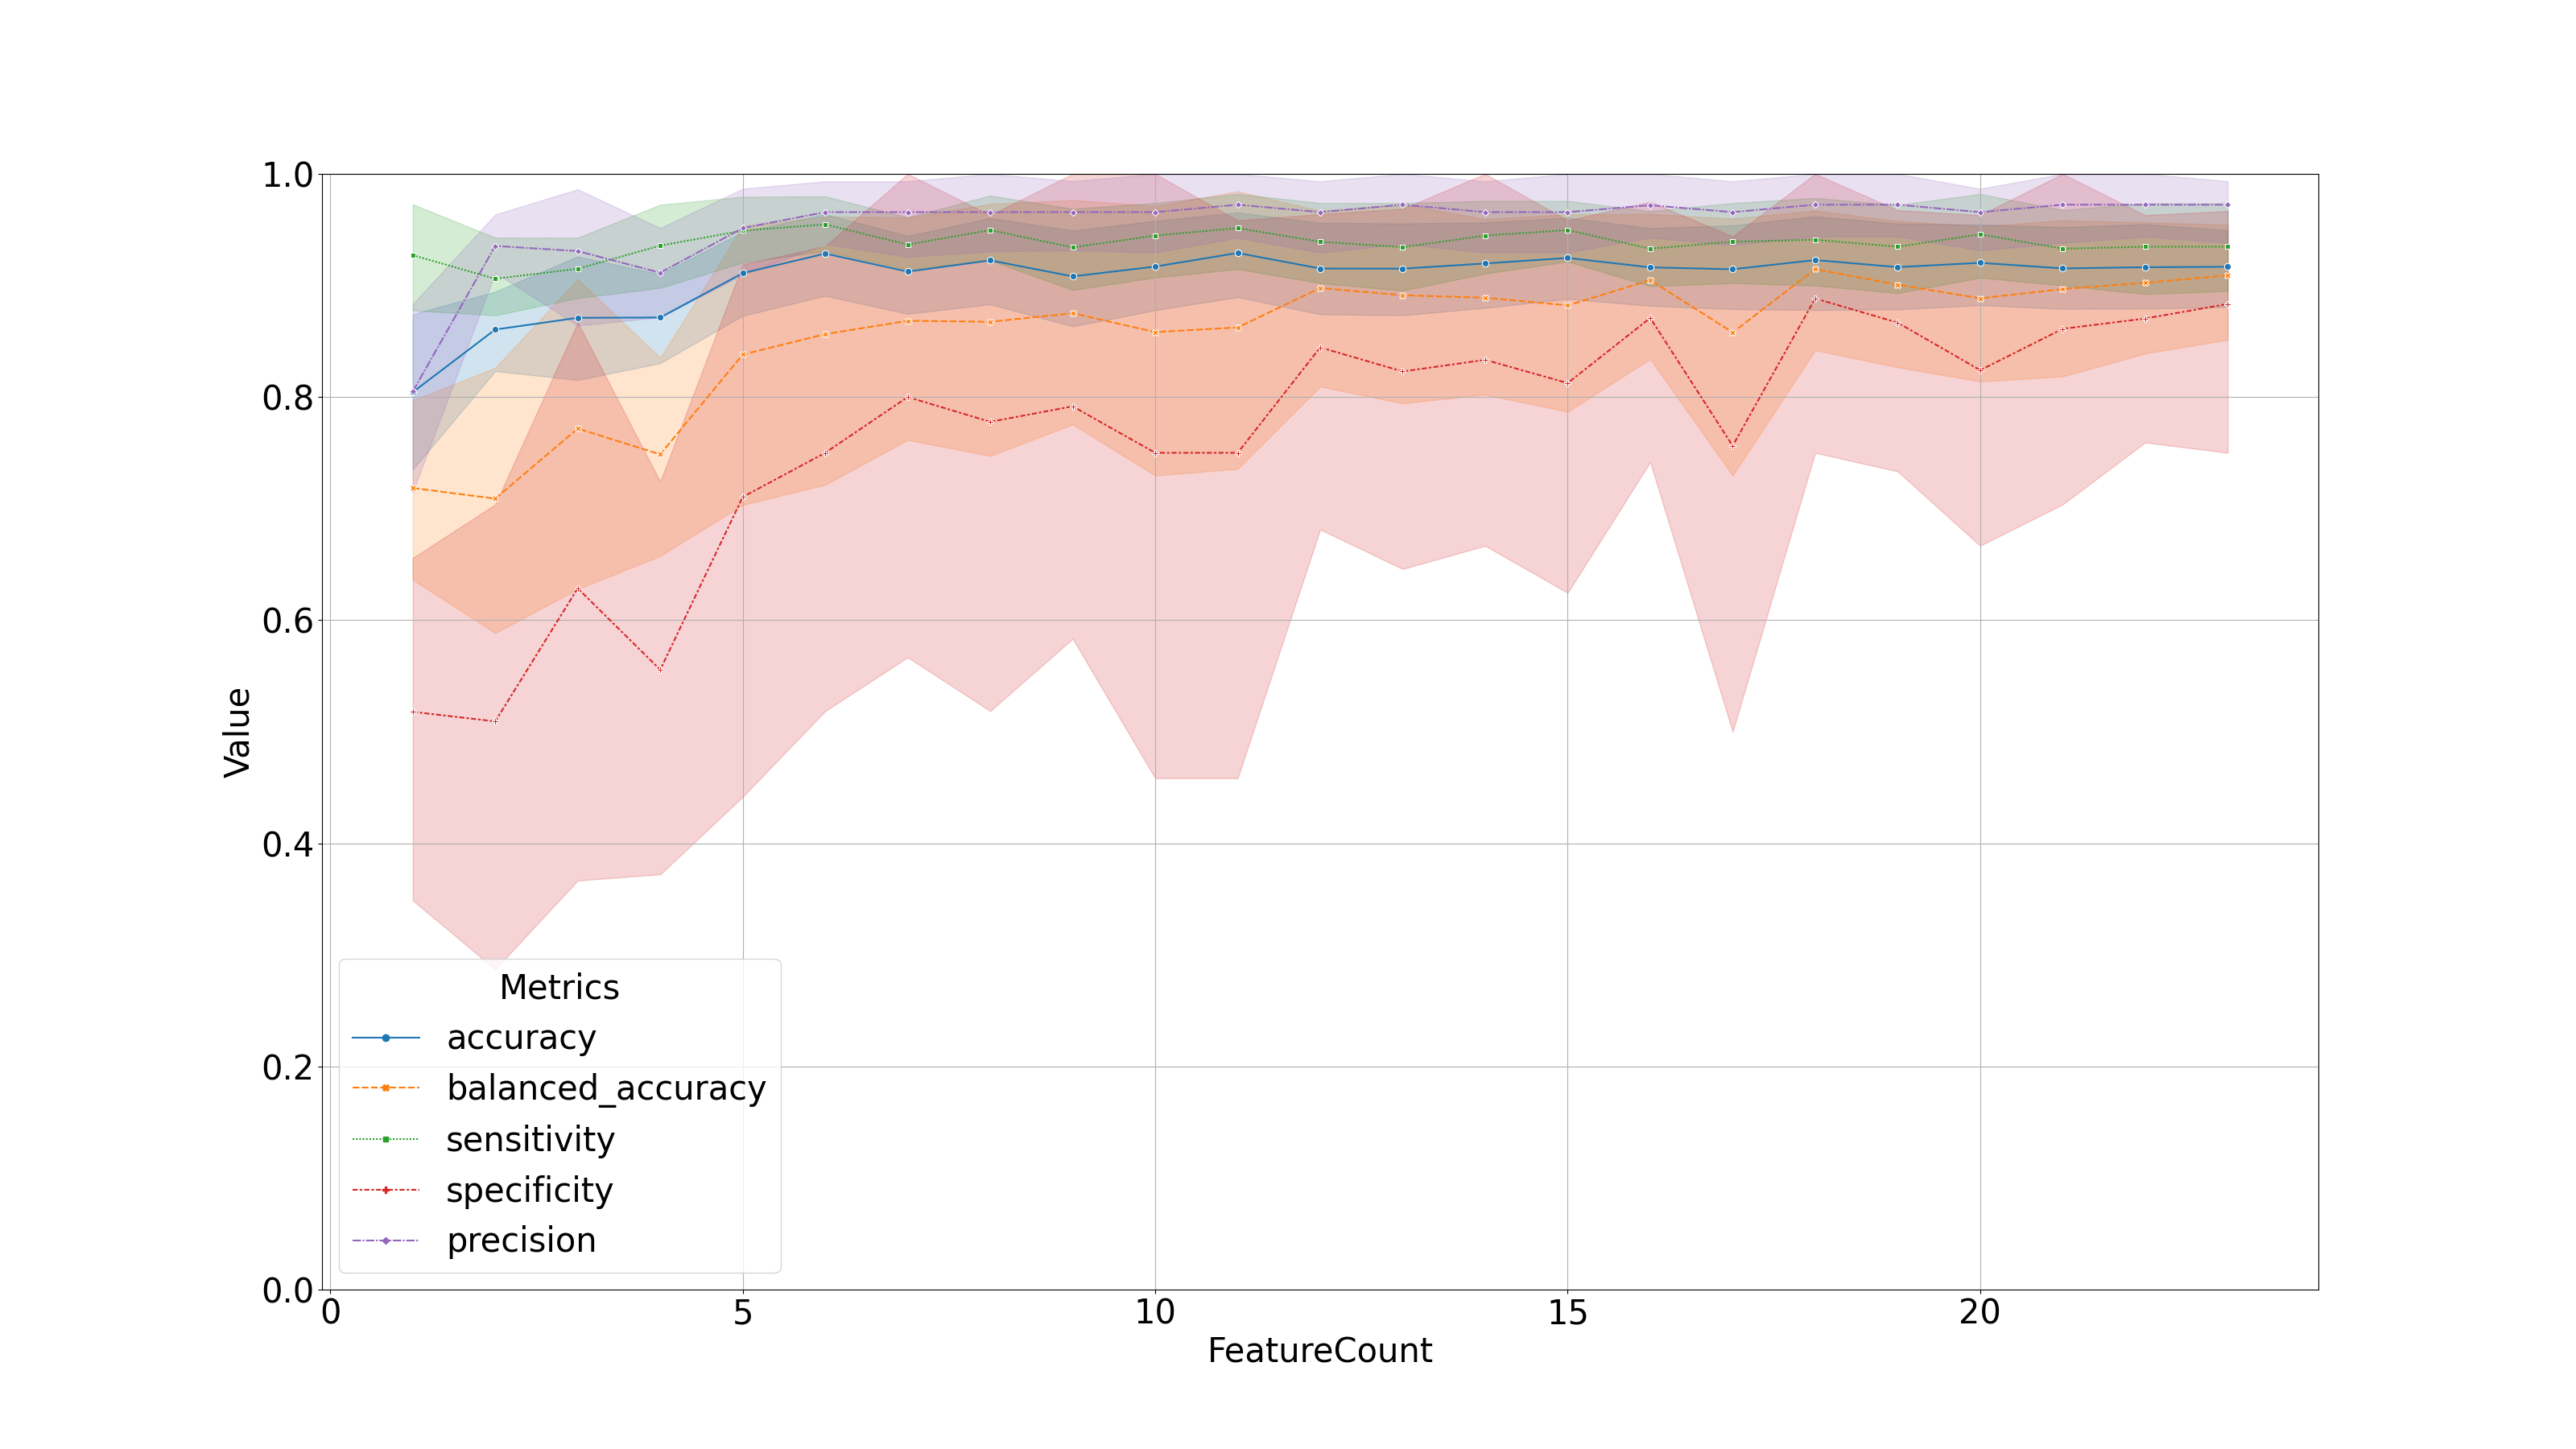 1.0
0.8
0.6
0.4
0.2
0.0
Value
Metrics
accuracy
balanced_accuracy
sensitivity
specificity
precision
0 5 10 15 20
FeatureCount